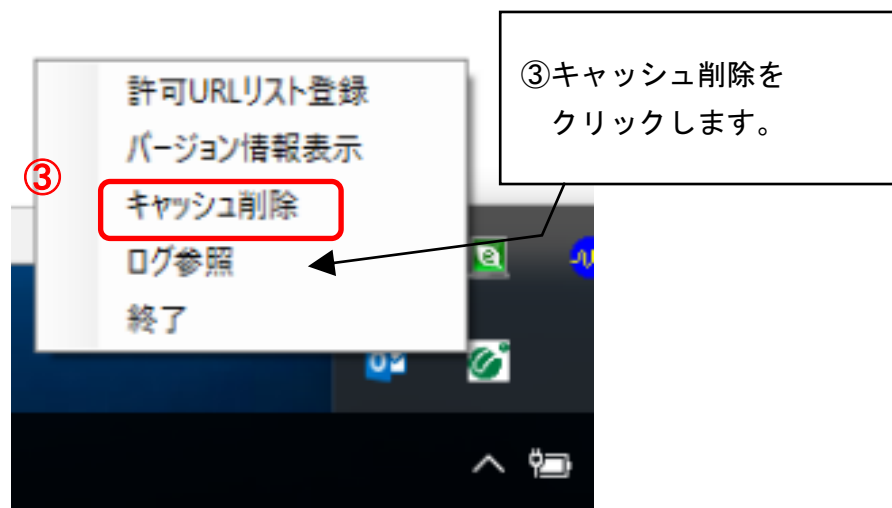 許可URLリスト登録
バージョン情報表示
③
キャッシュ削除
ログ参照
終了
③キャッシュ削除を
クリックします。